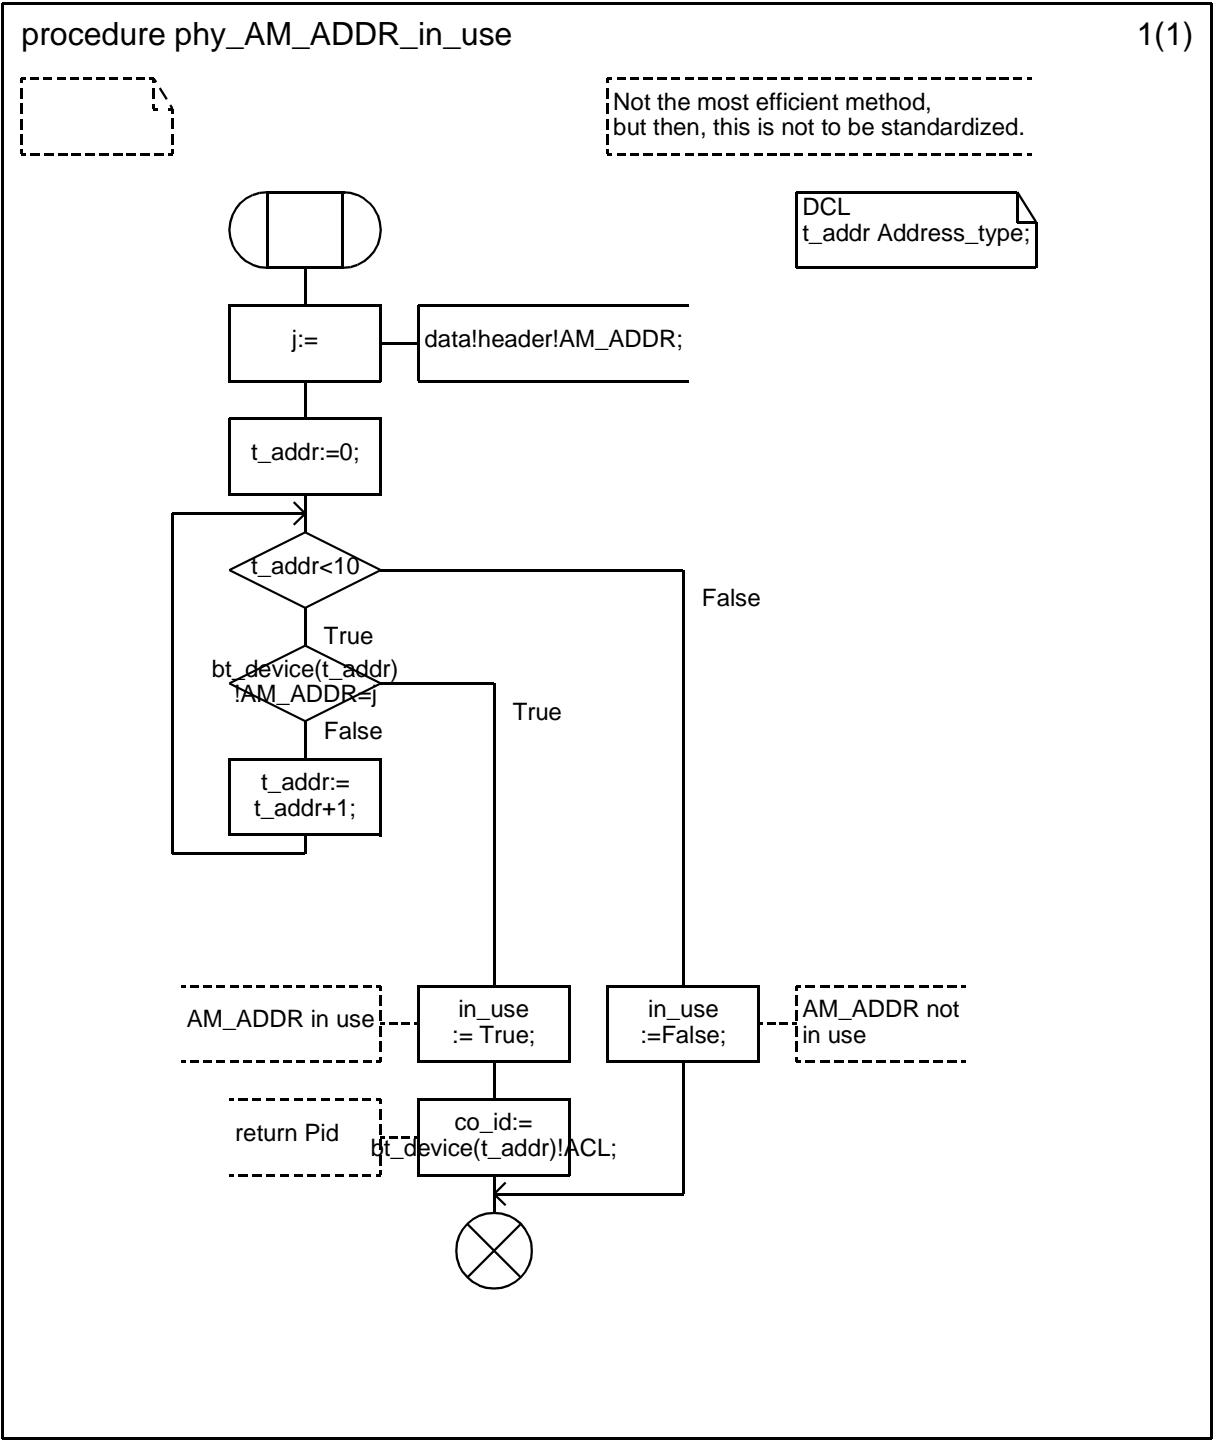 procedure phy_AM_ADDR_in_use
1(1)
Not the most efficient method,
but then, this is not to be standardized.
DCL
t_addr Address_type;
j:=
data!header!AM_ADDR;
t_addr:=0;
t_addr<10
False
True
bt_device(t_addr)
!AM_ADDR=j
True
False
t_addr:=
t_addr+1;
AM_ADDR in use
in_use
:= True;
in_use
:=False;
AM_ADDR not
in use
return Pid
co_id:=
bt_device(t_addr)!ACL;